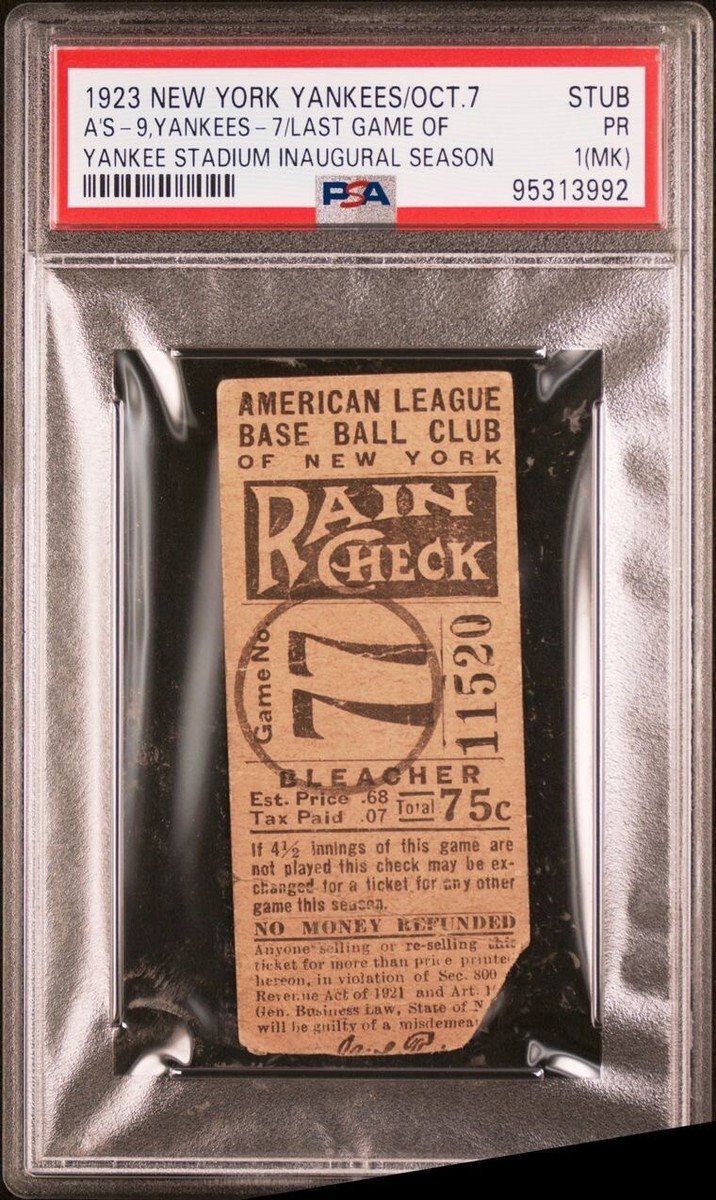 1923 NEW YORK YANKEES/OCT.7 STUB
A'S-9,YANKEES-7/LAST GAME OF PR
YANKEE STADIUM INAUGURAL SEASON 1(MK)
PSA 95313992
AMERICAN LEAGUE
BASE BALL CLUB
OF NEW YORK
RAIN
CHECK
Game No. 77
11520
BLEACHER
Est. Price .68
Tax Paid .07
Total 75c
If 4½ innings of this game are
not played this check may be ex-
changed for a ticket for any other
game this season.
NO MONEY REFUNDED
Anyone selling or re-selling this
ticket for more than price printe
hereon, in violation of Sec. 800
Revenue Act of 1921 and Art.
Gen. Business Law, State of N
will be guilty of a misdemea